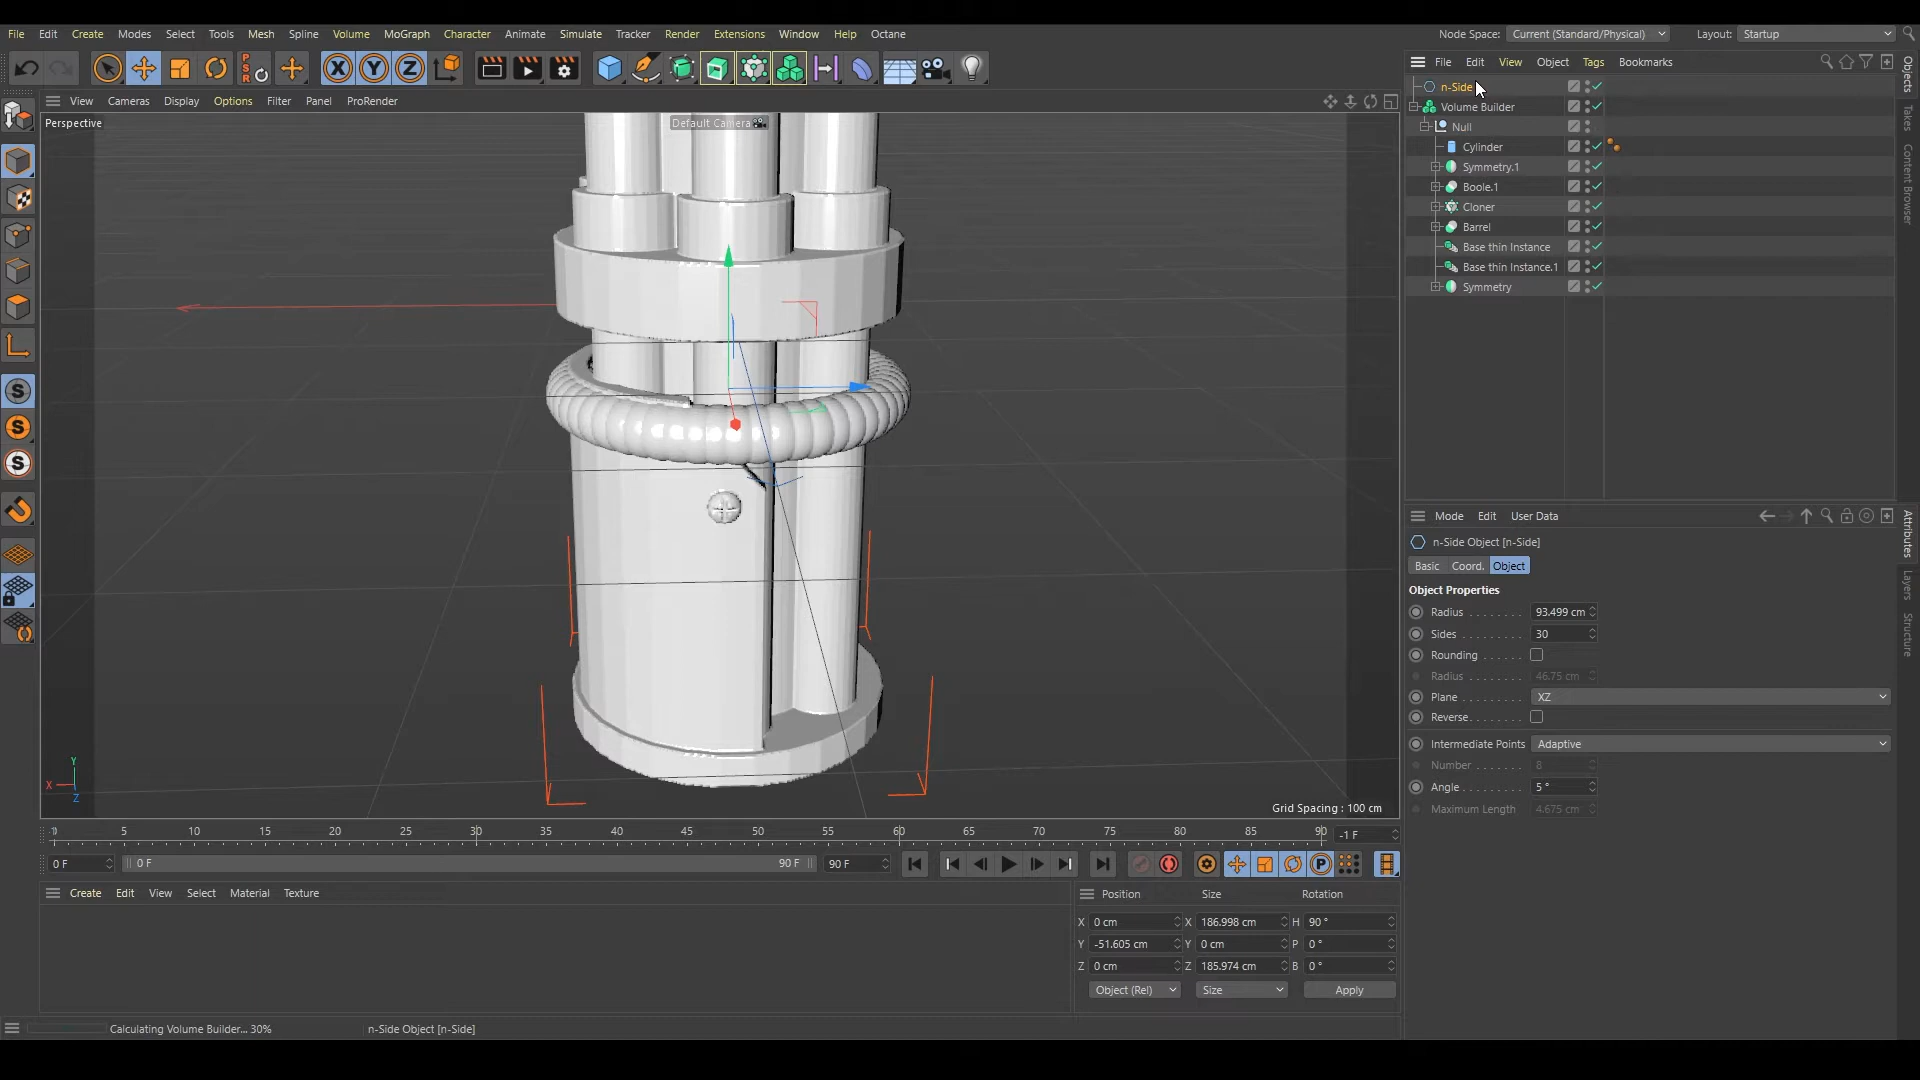 File Edit Create Modes Select Tools Mesh Spline Volume MoGraph Character Animate Simulate Tracker Render Extensions Window Help Octane Node Space: Current (Standard/Physical) Layout: Startup
PSR X Y Z
File Edit View Object Tags Bookmarks
View Cameras Display Options Filter Panel ProRender
Perspective
Default Camera
n-Side
Volume Builder
Null
Cylinder
Symmetry.1
Boole.1
Cloner
Barrel
Base thin Instance
Base thin Instance.1
Symmetry
Objects
Takes
Content Browser
S
S
S
Mode Edit User Data
n-Side Object [n-Side]
Basic Coord. Object
Object Properties
Radius 93.499 cm
Sides 30
Rounding
Radius 46.75 cm
Plane XZ
Reverse
Intermediate Points Adaptive
Number 8
Angle 5 °
Maximum Length 4.675 cm
Attributes
Layers
Structure
Y
X
Z
Grid Spacing : 100 cm
5 10 15 20 25 30 35 40 45 50 55 60 65 70 75 80 85 90 -1 F
0 F 0 F 90 F 90 F
P
Create Edit View Select Material Texture
Position Size Rotation
X 0 cm X 186.998 cm H 90 °
Y -51.605 cm Y 0 cm P 0 °
Z 0 cm Z 185.974 cm B 0 °
Object (Rel) Size Apply
Calculating Volume Builder... 30% n-Side Object [n-Side]